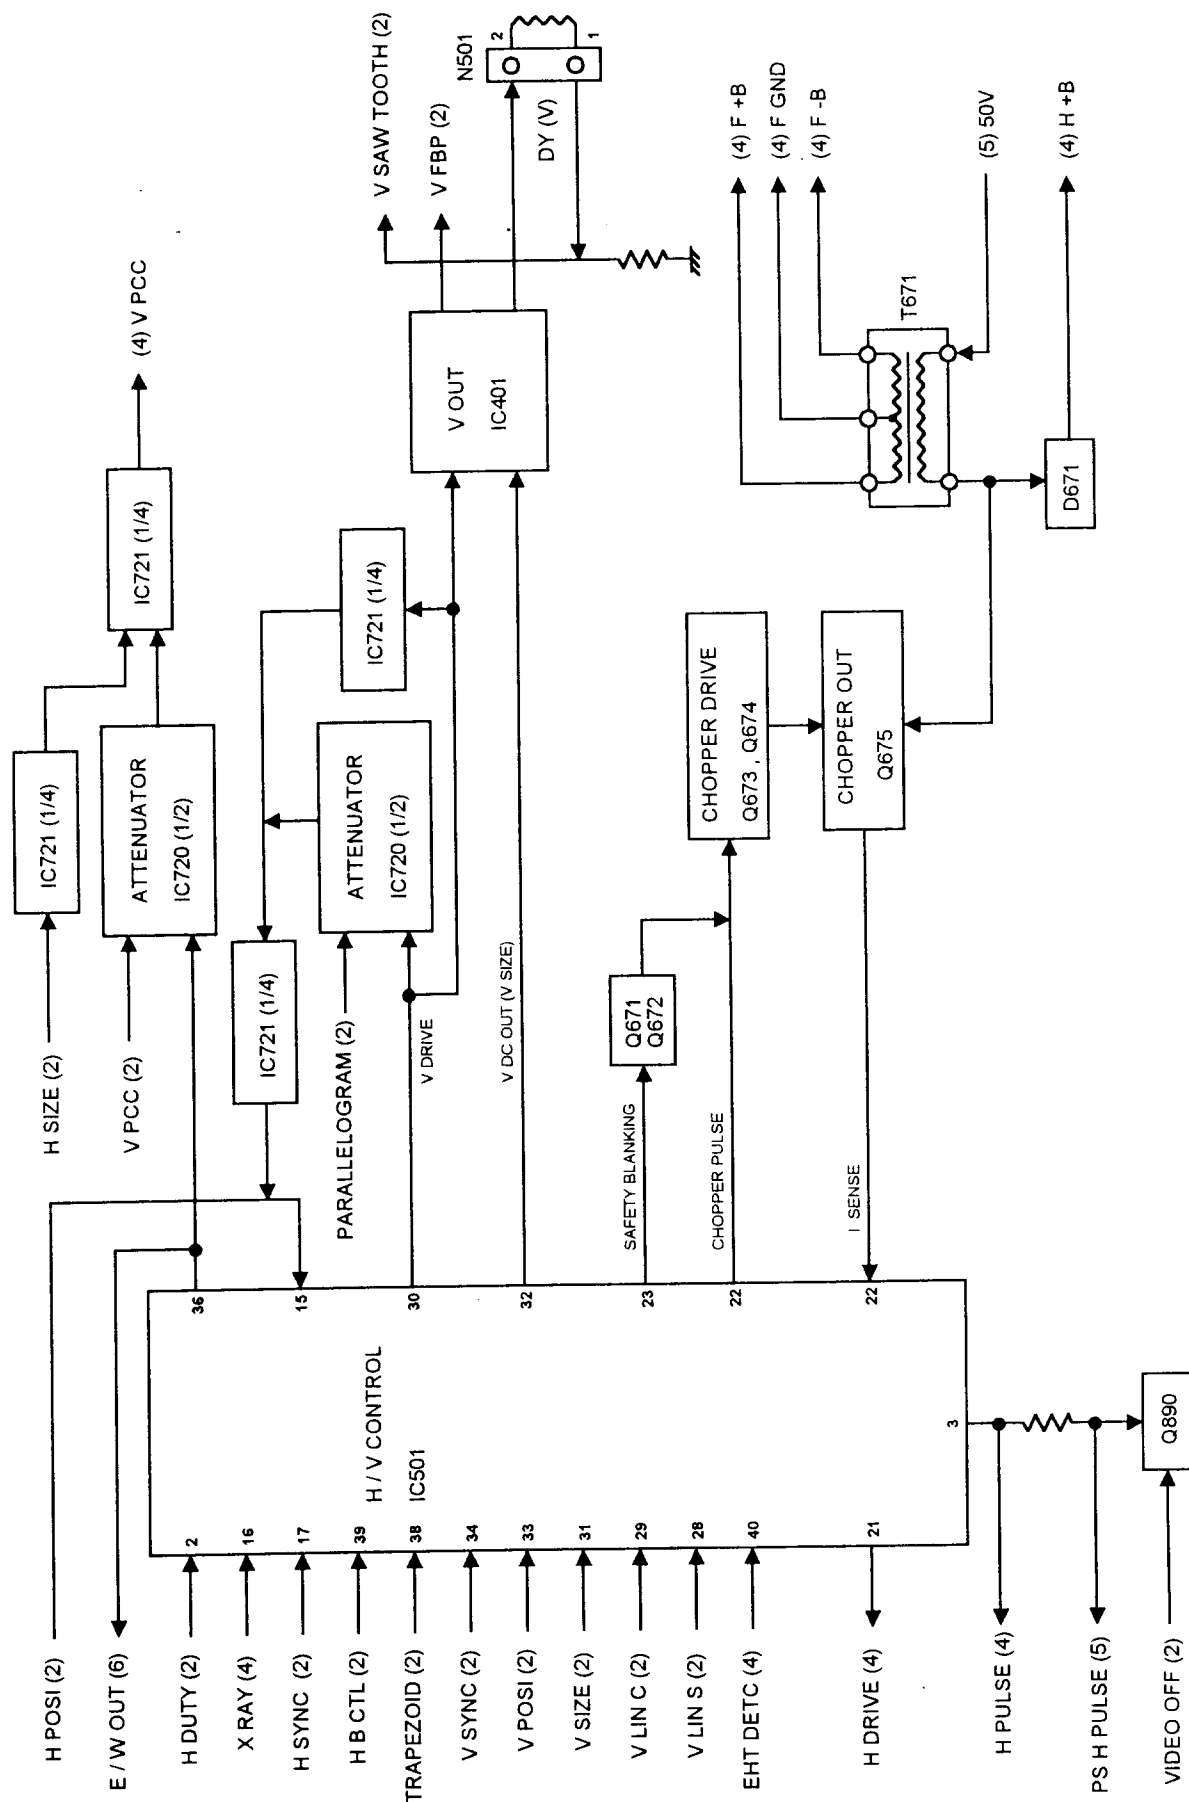 H POSI (2)
E / W OUT (6)
H DUTY (2)
X RAY (4)
H SYNC (2)
H B CTL (2)
TRAPEZOID (2)
V SYNC (2)
V POSI (2)
V SIZE (2)
V LIN C (2)
V LIN S (2)
EHT DETC (4)
H DRIVE (4)
H PULSE (4)
PS H PULSE (5)
VIDEO OFF (2)
2
16
17
39
38
34
33
31
29
28
40
21
H / V CONTROL
IC501
3
Q890
36
15
30
32
23
22
22
H SIZE (2)
V PCC (2)
IC721 (1/4)
PARALLELOGRAM (2)
V DRIVE
V DC OUT (V SIZE)
SAFETY BLANKING
CHOPPER PULSE
I SENSE
IC721 (1/4)
ATTENUATOR
IC720 (1/2)
ATTENUATOR
IC720 (1/2)
Q671
Q672
IC721 (1/4)
IC721 (1/4)
(4) V PCC
CHOPPER DRIVE
Q673 , Q674
CHOPPER OUT
Q675
V OUT
IC401
V SAW TOOTH (2)
V FBP (2)
N501
2
1
DY (V)
T671
D671
(4) F +B
(4) F GND
(4) F -B
(5) 50V
(4) H +B